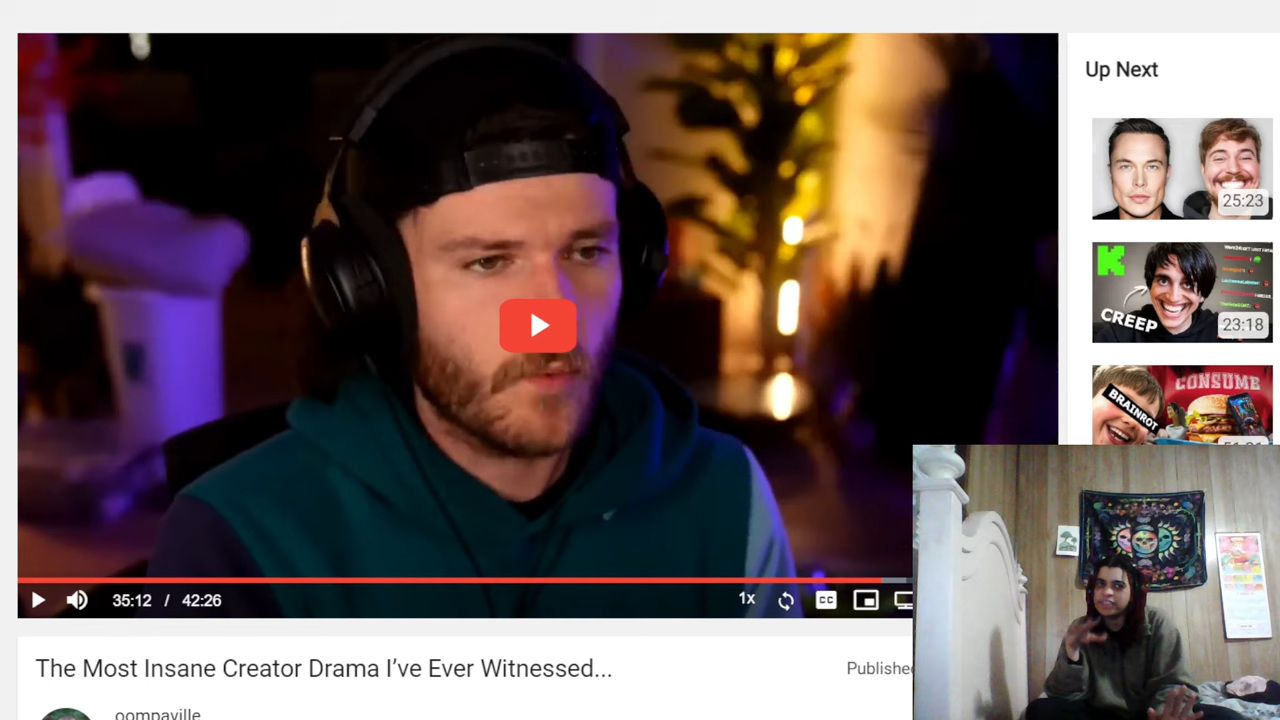 Up Next
25:23
K
CREEP
23:18
CONSUME
BRAINROT
35:12 / 42:26
1x
CC
The Most Insane Creator Drama I’ve Ever Witnessed...
Published
oompaville